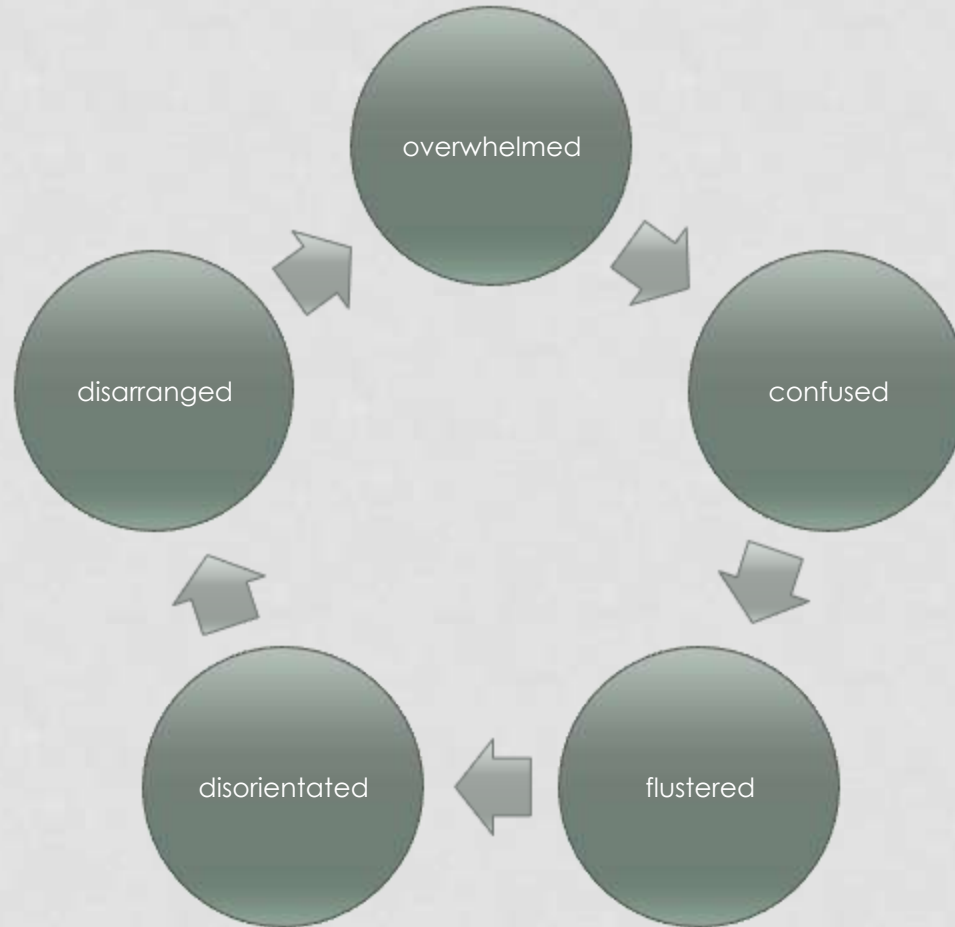 overwhelmed
confused
flustered
disorientated
disarranged